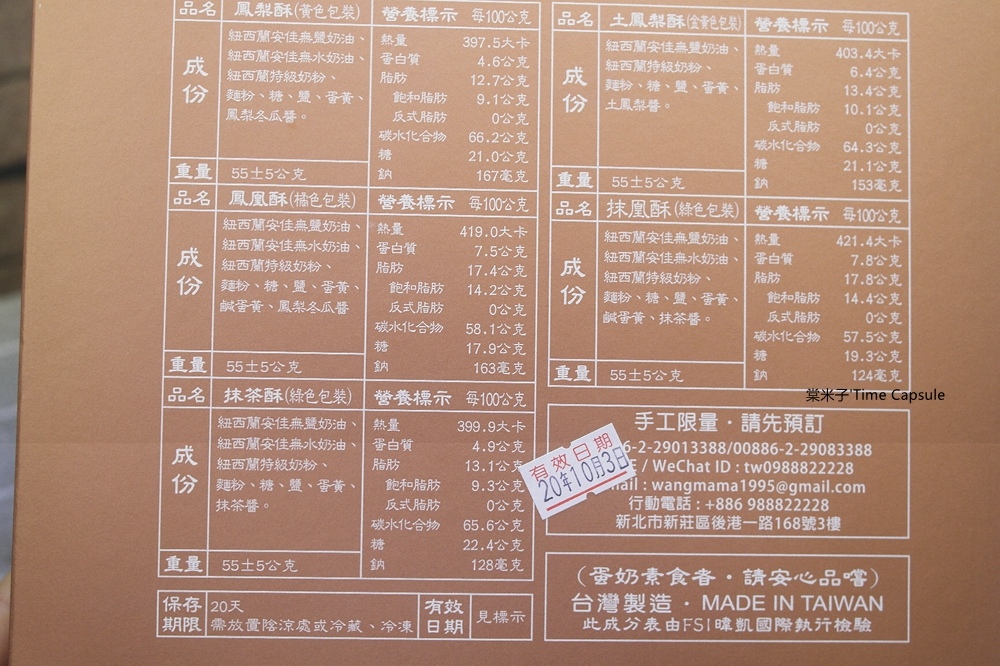 品名 鳳梨酥(黃色包裝) 營養標示 每100公克
成份
紐西蘭安佳無鹽奶油、
紐西蘭安佳無水奶油、
紐西蘭特級奶粉、
麵粉、糖、鹽、蛋黃、
鳳梨冬瓜醬。
熱量 397.5大卡
蛋白質 4.6公克
脂肪 12.7公克
飽和脂肪 9.1公克
反式脂肪 0公克
碳水化合物 66.2公克
糖 21.0公克
鈉 167毫克
重量 55±5公克
品名 鳳凰酥(橘色包裝) 營養標示 每100公克
成份
紐西蘭安佳無鹽奶油、
紐西蘭安佳無水奶油、
紐西蘭特級奶粉、
麵粉、糖、鹽、蛋黃、
鹹蛋黃、鳳梨冬瓜醬
熱量 419.0大卡
蛋白質 7.5公克
脂肪 17.4公克
飽和脂肪 14.2公克
反式脂肪 0公克
碳水化合物 58.1公克
糖 17.9公克
鈉 163毫克
重量 55±5公克
品名 抹茶酥(綠色包裝) 營養標示 每100公克
成份
紐西蘭安佳無鹽奶油、
紐西蘭安佳無水奶油、
紐西蘭特級奶粉、
麵粉、糖、鹽、蛋黃、
抹茶醬。
熱量 399.9大卡
蛋白質 4.9公克
脂肪 13.1公克
飽和脂肪 9.3公克
反式脂肪 0公克
碳水化合物 65.6公克
糖 22.4公克
鈉 128毫克
重量 55±5公克
保存期限 20天
需放置陰涼處或冷藏、冷凍
有效日期 見標示
品名 土鳳梨酥(金黃色包裝) 營養標示 每100公克
成份
紐西蘭安佳無鹽奶油、
紐西蘭安佳無水奶油、
紐西蘭特級奶粉、
麵粉、糖、鹽、蛋黃、
土鳳梨醬。
熱量 403.4大卡
蛋白質 6.4公克
脂肪 13.4公克
飽和脂肪 10.1公克
反式脂肪 0公克
碳水化合物 64.3公克
糖 21.1公克
鈉 153毫克
重量 55±5公克
品名 抹凰酥(綠色包裝) 營養標示 每100公克
成份
紐西蘭安佳無鹽奶油、
紐西蘭安佳無水奶油、
紐西蘭特級奶粉、
麵粉、糖、鹽、蛋黃、
鹹蛋黃、抹茶醬。
熱量 421.4大卡
蛋白質 7.8公克
脂肪 17.8公克
飽和脂肪 14.4公克
反式脂肪 0公克
碳水化合物 57.5公克
糖 19.3公克
鈉 124毫克
重量 55±5公克
棠米子'Time Capsule
手工限量・請先預訂
6-2-29013388/00886-2-29083388
/ WeChat ID : tw0988822228
ail : wangmama1995@gmail.com
行動電話 : +886 988822228
新北市新莊區後港一路168號3樓
有效日期
20年10月3日
(蛋奶素食者・請安心品嚐)
台灣製造・MADE IN TAIWAN
此成分表由FSI暐凱國際執行檢驗